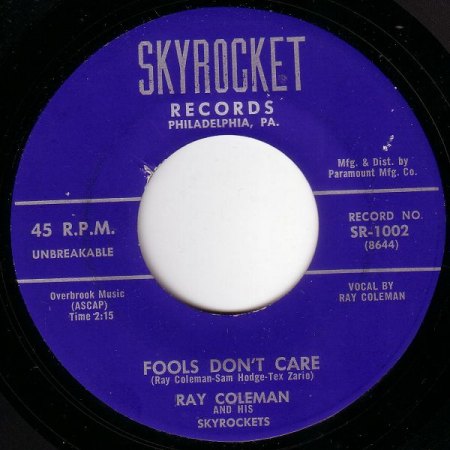 SKYROCKET
RECORDS
PHILADELPHIA, PA.
Mfg. & Dist. by
Paramount Mfg. Co.
45 R.P.M.
UNBREAKABLE
RECORD NO.
SR-1002
(8644)
Overbrook Music
(ASCAP)
Time 2:15
VOCAL BY
RAY COLEMAN
FOOLS DON'T CARE
(Ray Coleman-Sam Hodge-Tex Zario)
RAY COLEMAN
AND HIS
SKYROCKETS